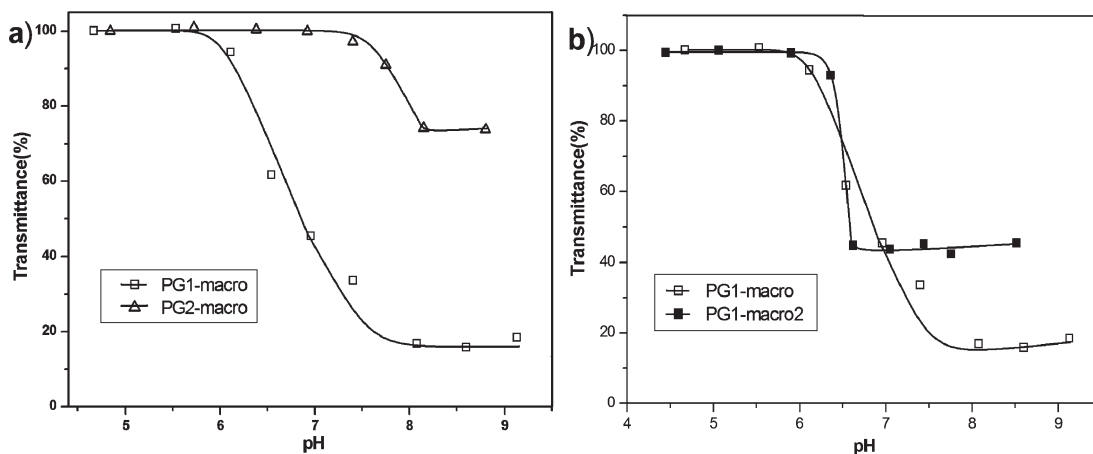 a)
Transmittance(%)
100
80
60
40
20
0
PG1-macro
PG2-macro
5 6 7 8 9
pH
b)
Transmittance(%)
100
80
60
40
20
0
PG1-macro
PG1-macro2
4 5 6 7 8 9
pH